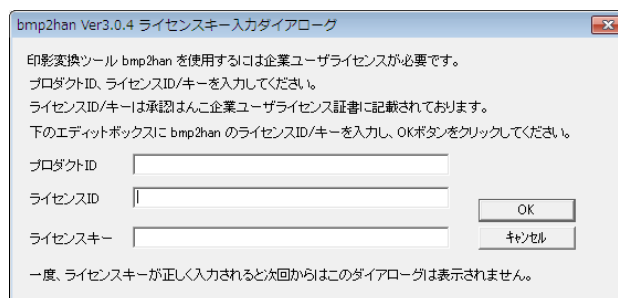 bmp2han Ver3.0.4 ライセンスキー入力ダイアローグ
印影変換ツール bmp2han を使用するには企業ユーザライセンスが必要です。
プロダクトID、ライセンスID/キーを入力してください。
ライセンスID/キーは承認はんこ企業ユーザライセンス証書に記載されております。
下のエディットボックスに bmp2han のライセンスID/キーを入力し、OKボタンをクリックしてください。
プロダクトID
ライセンスID
OK
ライセンスキー
キャンセル
一度、ライセンスキーが正しく入力されると次回からはこのダイアローグは表示されません。